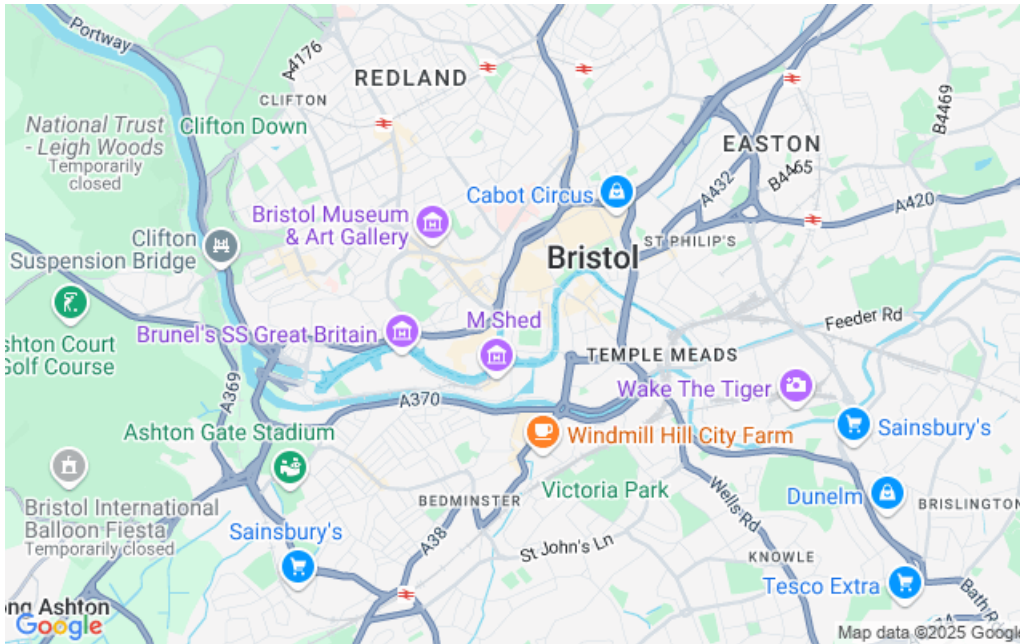 Portway
A4176
REDLAND
CLIFTON
B4469
National Trust
- Leigh Woods
Temporarily
closed
Clifton Down
EASTON
B4465
A432
A420
Cabot Circus
Bristol Museum
& Art Gallery
Clifton
Suspension Bridge
ST PHILIP'S
Bristol
Feeder Rd
M Shed
Brunel's SS Great Britain
shton Court
Golf Course
TEMPLE MEADS
A369
A370
Wake The Tiger
Ashton Gate Stadium
Windmill Hill City Farm
Sainsbury's
Bristol International
Balloon Fiesta
Temporarily closed
BEDMINSTER
Victoria Park
Wells Rd
Dunelm
BRISLINGTON
Sainsbury's
A38
St John's Ln
KNOWLE
Tesco Extra
Bath R
ng Ashton
Google
Map data ©2025 Google